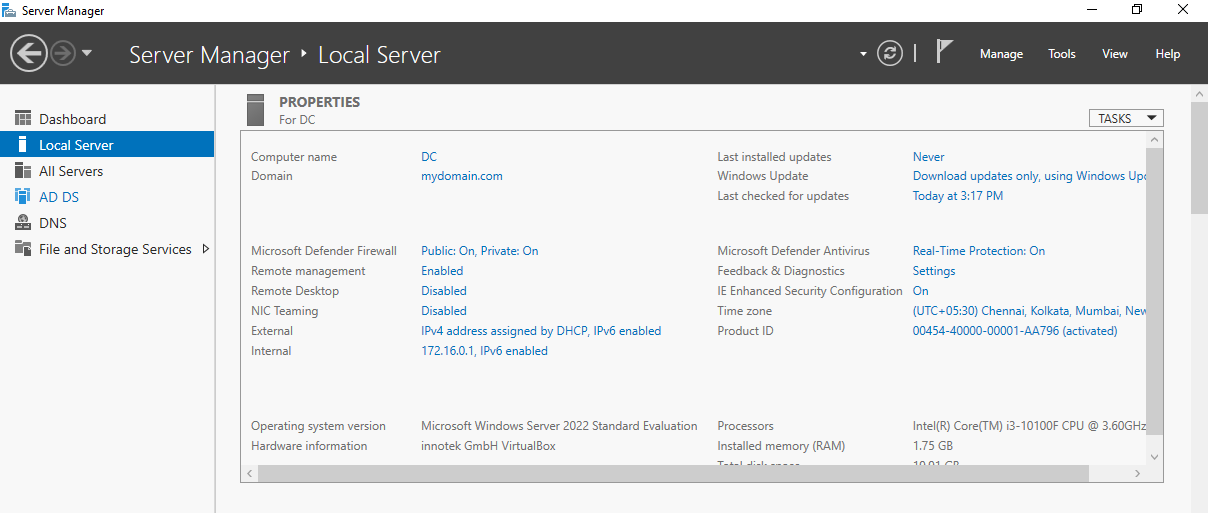 Server Manager
Server Manager ‣ Local Server
Manage Tools View Help
Dashboard
Local Server
All Servers
AD DS
DNS
File and Storage Services
PROPERTIES
For DC
TASKS
Computer name DC
Domain mydomain.com
Last installed updates Never
Windows Update Download updates only, using Windows Upd
Last checked for updates Today at 3:17 PM
Microsoft Defender Firewall Public: On, Private: On
Remote management Enabled
Remote Desktop Disabled
NIC Teaming Disabled
External IPv4 address assigned by DHCP, IPv6 enabled
Internal 172.16.0.1, IPv6 enabled
Microsoft Defender Antivirus Real-Time Protection: On
Feedback & Diagnostics Settings
IE Enhanced Security Configuration On
Time zone (UTC+05:30) Chennai, Kolkata, Mumbai, New
Product ID 00454-40000-00001-AA796 (activated)
Operating system version Microsoft Windows Server 2022 Standard Evaluation
Hardware information innotek GmbH VirtualBox
Processors Intel(R) Core(TM) i3-10100F CPU @ 3.60GHz
Installed memory (RAM) 1.75 GB
Total disk space